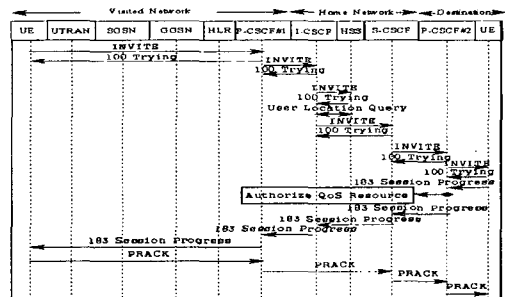 Visited Network Home Network Destination
UE UTRAN SGSN GGSN HLR P-CSCF#1 I-CSCF HSS S-CSCF P-CSCF#2 UE
INVITE
100 Trying
INVITE
100 Trying
INVITE
100 Trying
User Location Query
INVITE
100 Trying
INVITE
100 Trying
INVITE
100 Trying
183 Session Progress
Authorize QoS Resource
183 Session Progress
183 Session Progress
183 Session Progress
183 Session Progress
PRACK
PRACK
PRACK
PRACK